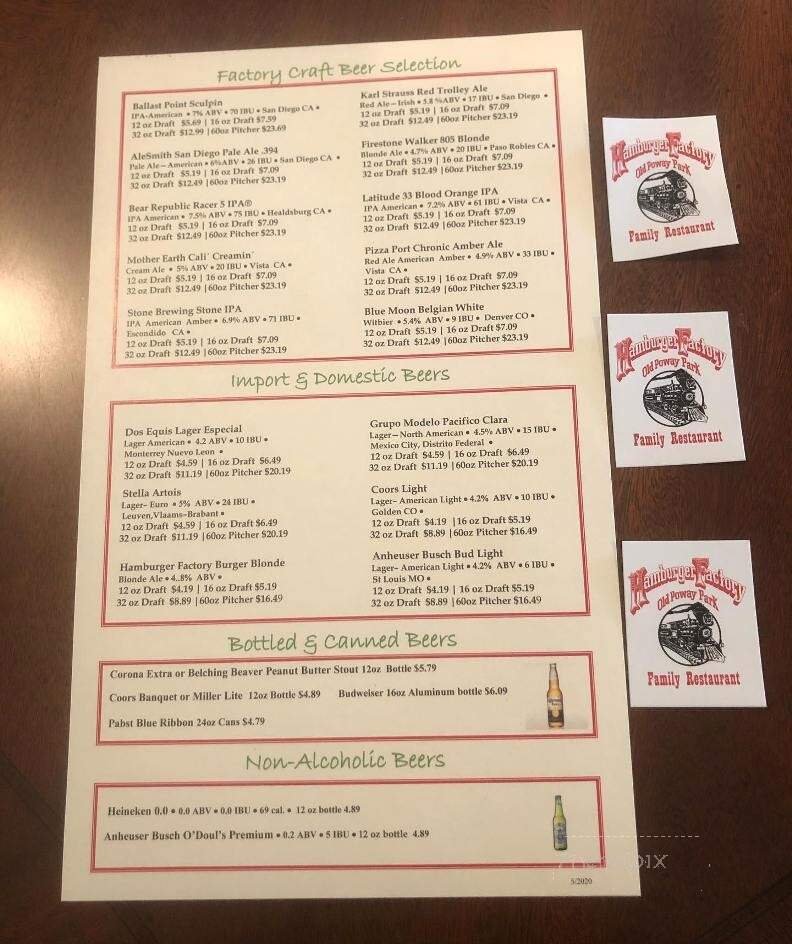 Factory Craft Beer Selection
Ballast Point Sculpin
IPA-American • 7% ABV • 70 IBU • San Diego CA •
12 oz Draft $5.69 | 16 oz Draft $7.59
32 oz Draft $12.99 | 60oz Pitcher $23.69
AleSmith San Diego Pale Ale .394
Pale Ale—American • 6%ABV • 26 IBU • San Diego CA •
12 oz Draft $5.19 | 16 oz Draft $7.09
32 oz Draft $12.49 |60oz Pitcher $23.19
Bear Republic Racer 5 IPA®
IPA American • 7.5% ABV • 75 IBU • Healdsburg CA •
12 oz Draft $5.19 | 16 oz Draft $7.09
32 oz Draft $12.49 |60oz Pitcher $23.19
Mother Earth Cali' Creamin'
Cream Ale • 5% ABV • 20 IBU • Vista CA •
12 oz Draft $5.19 | 16 oz Draft $7.09
32 oz Draft $12.49 |60oz Pitcher $23.19
Stone Brewing Stone IPA
IPA American Amber • 6.9% ABV • 71 IBU •
Escondido CA •
12 oz Draft $5.19 | 16 oz Draft $7.09
32 oz Draft $12.49 |60oz Pitcher $23.19
Karl Strauss Red Trolley Ale
Red Ale—Irish • 5.8 %ABV • 17 IBU • San Diego •
12 oz Draft $5.19 | 16 oz Draft $7.09
32 oz Draft $12.49 |60oz Pitcher $23.19
Firestone Walker 805 Blonde
Blonde Ale • 4.7% ABV • 20 IBU • Paso Robles CA •
12 oz Draft $5.19 | 16 oz Draft $7.09
32 oz Draft $12.49 |60oz Pitcher $23.19
Latitude 33 Blood Orange IPA
IPA American • 7.2% ABV • 61 IBU • Vista CA •
12 oz Draft $5.19 | 16 oz Draft $7.09
32 oz Draft $12.49 |60oz Pitcher $23.19
Pizza Port Chronic Amber Ale
Red Ale American Amber • 4.9% ABV • 33 IBU •
Vista CA •
12 oz Draft $5.19 | 16 oz Draft $7.09
32 oz Draft $12.49 |60oz Pitcher $23.19
Blue Moon Belgian White
Witbier • 5.4% ABV • 9 IBU • Denver CO •
12 oz Draft $5.19 | 16 oz Draft $7.09
32 oz Draft $12.49 |60oz Pitcher $23.19
Import & Domestic Beers
Dos Equis Lager Especial
Lager American • 4.2 ABV • 10 IBU •
Monterrey Nuevo Leon •
12 oz Draft $4.59 | 16 oz Draft $6.49
32 oz Draft $11.19 |60oz Pitcher $20.19
Stella Artois
Lager- Euro • 5% ABV • 24 IBU •
Leuven,Vlaams-Brabant •
12 oz Draft $4.59 | 16 oz Draft $6.49
32 oz Draft $11.19 |60oz Pitcher $20.19
Hamburger Factory Burger Blonde
Blonde Ale • 4..8% ABV •
12 oz Draft $4.19 | 16 oz Draft $5.19
32 oz Draft $8.89 |60oz Pitcher $16.49
Grupo Modelo Pacifico Clara
Lager—North American • 4.5% ABV • 15 IBU •
Mexico City, Distrito Federal •
12 oz Draft $4.59 | 16 oz Draft $6.49
32 oz Draft $11.19 |60oz Pitcher $20.19
Coors Light
Lager- American Light • 4.2% ABV • 10 IBU •
Golden CO •
12 oz Draft $4.19 |16 oz Draft $5.19
32 oz Draft $8.89 |60oz Pitcher $16.49
Anheuser Busch Bud Light
Lager- American Light • 4.2% ABV • 6 IBU •
St Louis MO •
12 oz Draft $4.19 | 16 oz Draft $5.19
32 oz Draft $8.89 |60oz Pitcher $16.49
Bottled & Canned Beers
Corona Extra or Belching Beaver Peanut Butter Stout 12oz Bottle $5.79
Coors Banquet or Miller Lite 12oz Bottle $4.89 Budweiser 16oz Aluminum bottle $6.09
Pabst Blue Ribbon 24oz Cans $4.79
Non-Alcoholic Beers
Heineken 0.0 • 0.0 ABV • 0.0 IBU • 69 cal. • 12 oz bottle 4.89
Anheuser Busch O'Doul's Premium • 0.2 ABV • 5 IBU • 12 oz bottle 4.89
5/2020
Hamburger Factory
Old Poway Park
Family Restaurant
Hamburger Factory
Old Poway Park
Family Restaurant
Hamburger Factory
Old Poway Park
Family Restaurant